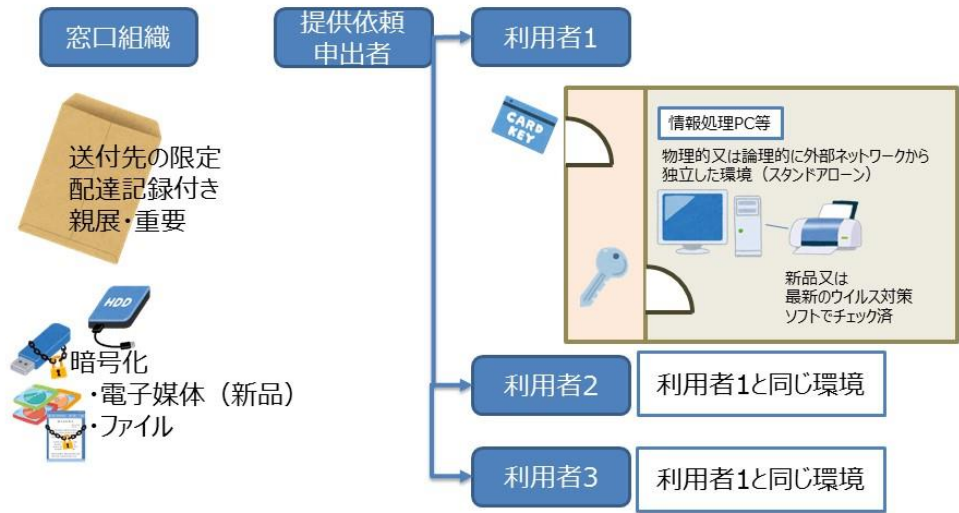 窓口組織
提供依頼
申出者
利用者1
送付先の限定
配達記録付き
親展・重要
HDD
暗号化
・電子媒体（新品）
・ファイル
CARD
KEY
情報処理PC等
物理的又は論理的に外部ネットワークから
独立した環境（スタンドアローン）
新品又は
最新のウイルス対策
ソフトでチェック済
利用者2
利用者1と同じ環境
利用者3
利用者1と同じ環境